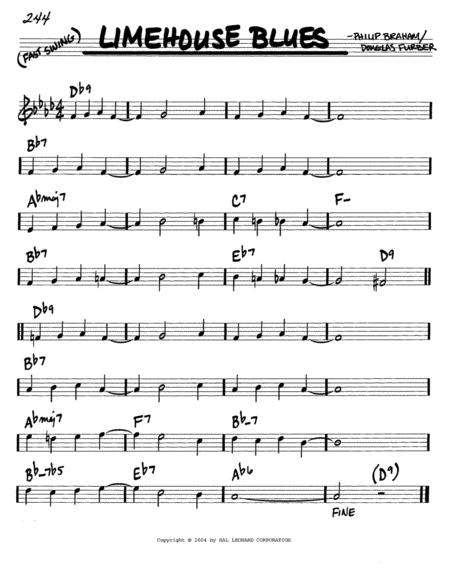 244
LIMEHOUSE BLUES
-PHILIP BRAHAM/
(FAST SWING)
DOUGLAS FURBER
Db9
Bb7
Abmaj7 C7 F-
Bb7 Eb7 D9
Db9
Bb7
Abmaj7 F7 Bb-7
Bb-7b5 Eb7 Ab6 (D9)
FINE
Copyright © 2004 by HAL LEONARD CORPORATION